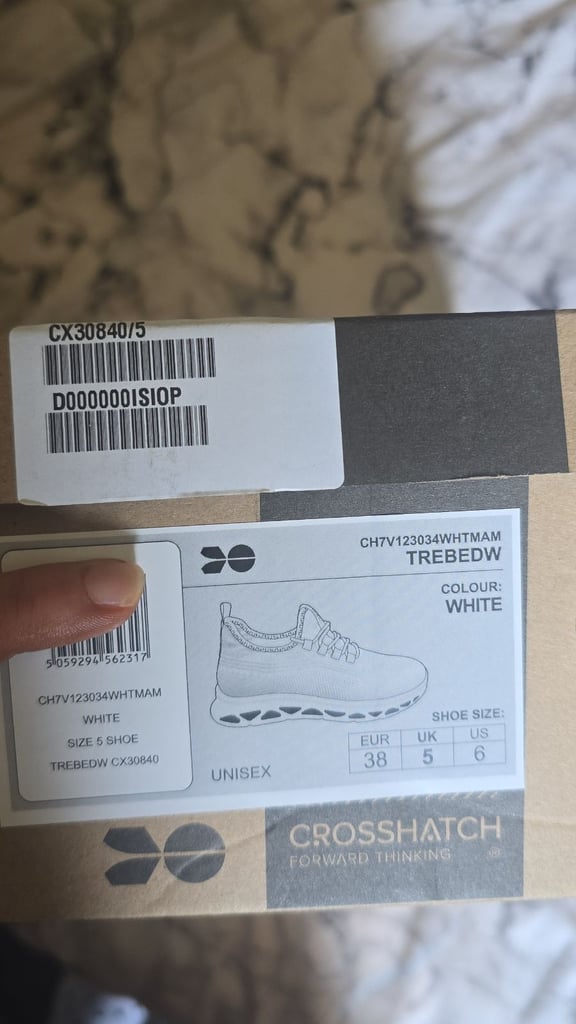 CX30840/5
D000000ISIOP
CH7V123034WHTMAM
TREBEDW
COLOUR:
WHITE
5 059294 562317
CH7V123034WHTMAM
WHITE
SIZE 5 SHOE
TREBEDW CX30840
UNISEX
SHOE SIZE:
EUR UK US
38 5 6
CROSSHATCH
FORWARD THINKING ®